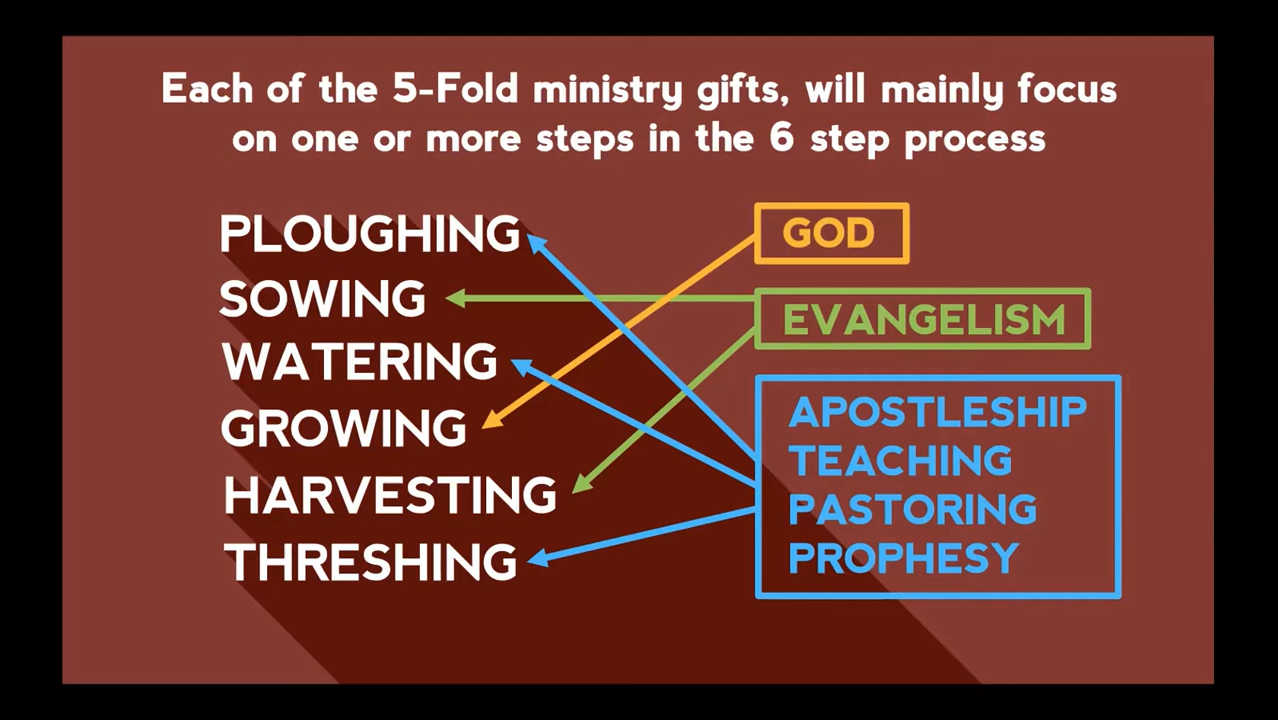 Each of the 5-Fold ministry gifts, will mainly focus
on one or more steps in the 6 step process
PLOUGHING
SOWING
WATERING
GROWING
HARVESTING
THRESHING
GOD
EVANGELISM
APOSTLESHIP
TEACHING
PASTORING
PROPHESY